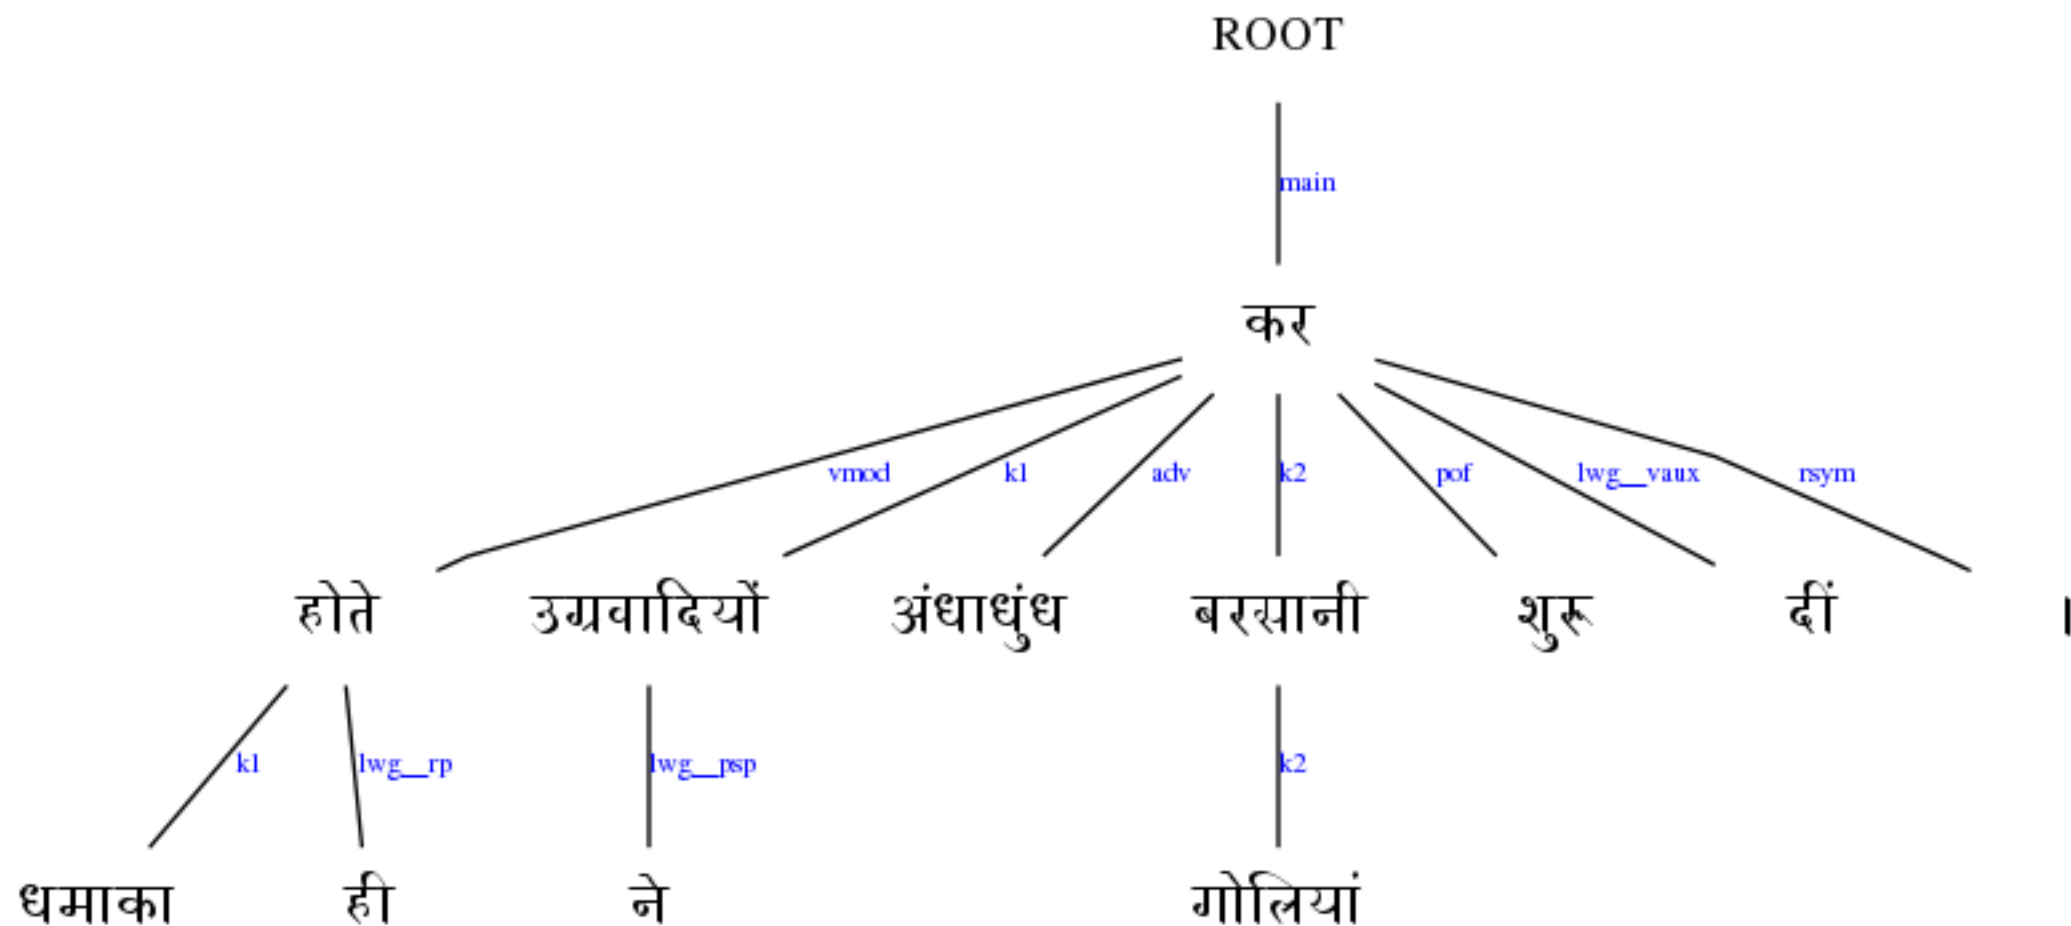 ROOT
main
कर
vmod k1 adv k2 pof lwg__vaux rsym
होते उग्रवादियों अंधाधुंध बरसानी शुरू दीं ।
k1 lwg__rp lwg__psp k2
धमाका ही ने गोलियां